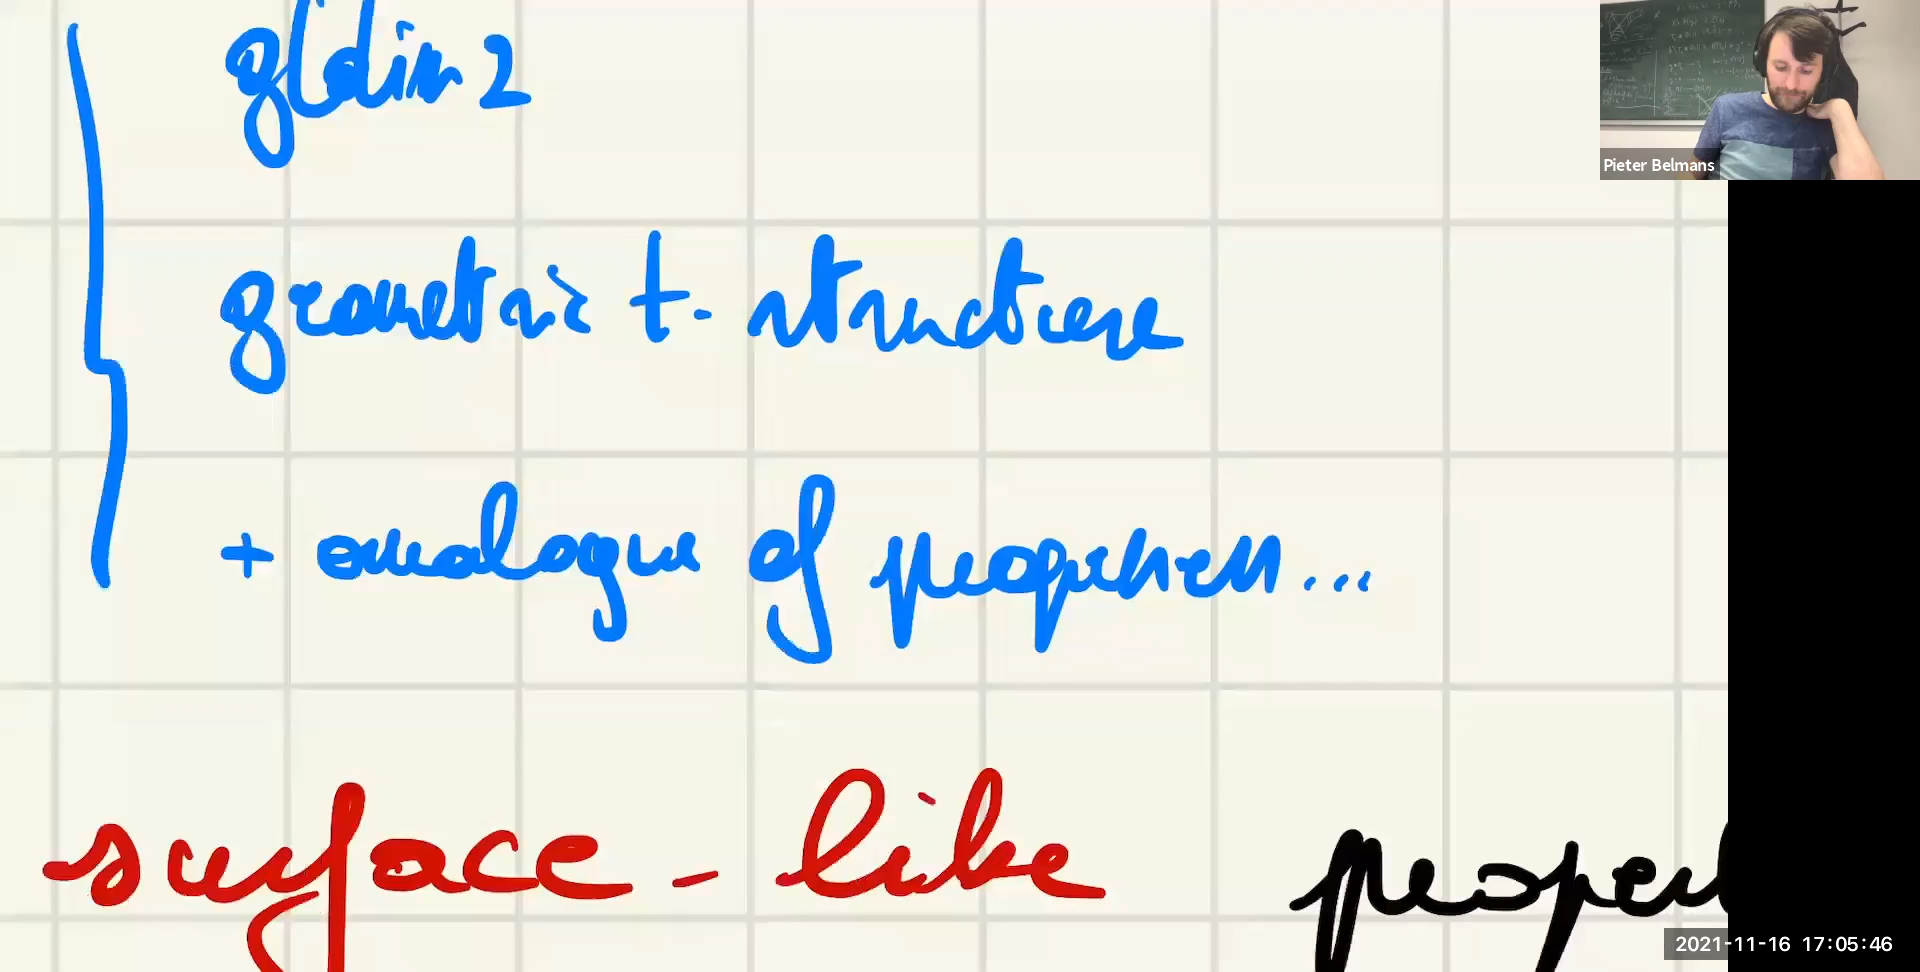 gldim 2
geometric t-structure
+ analogue of properness...
surface-like
Pieter Belmans
2021-11-16 17:05:46